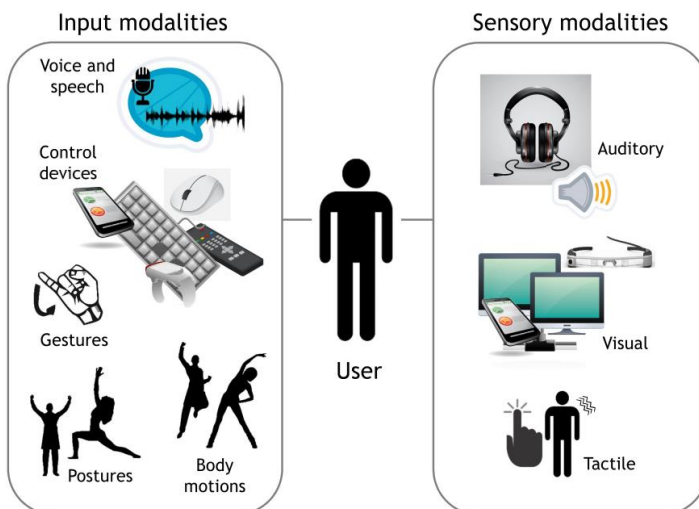 Input modalities
Sensory modalities
Voice and
speech
Control
devices
Gestures
Postures
Body
motions
User
Auditory
Visual
Tactile